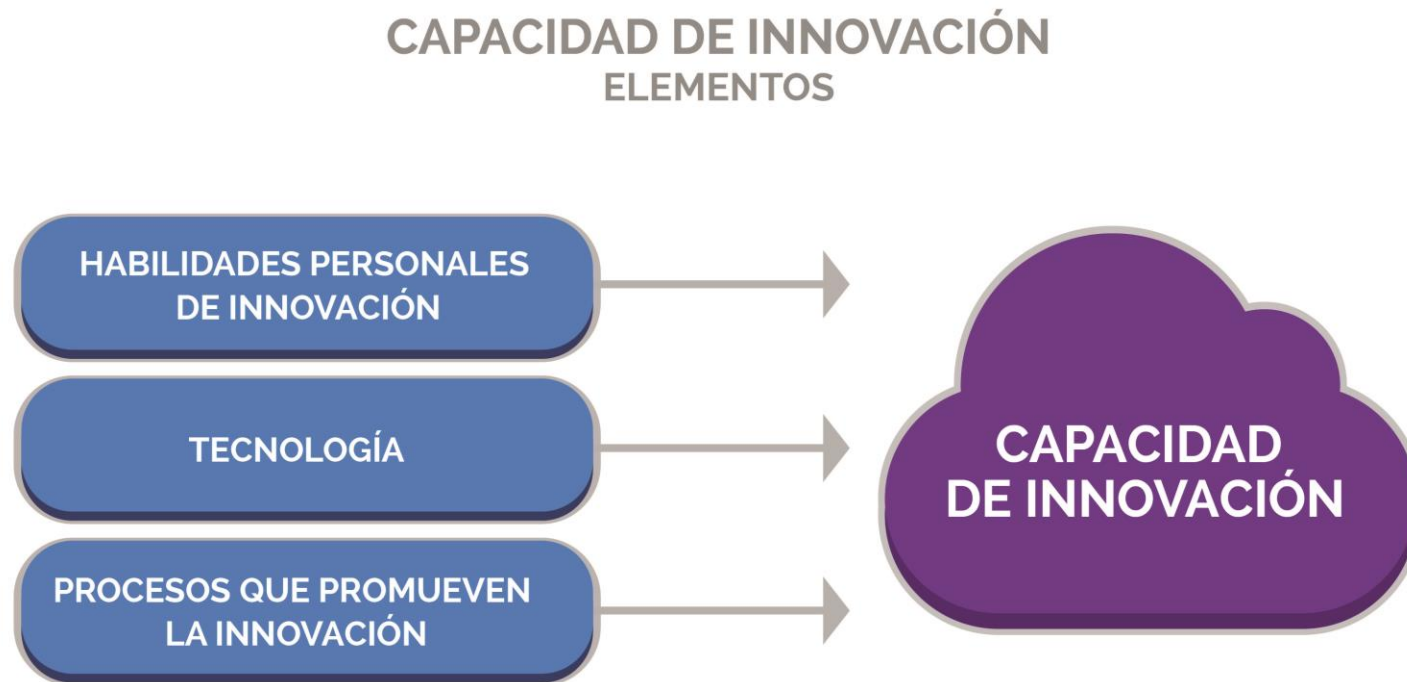 CAPACIDAD DE INNOVACIÓN
ELEMENTOS
HABILIDADES PERSONALES
DE INNOVACIÓN
TECNOLOGÍA
PROCESOS QUE PROMUEVEN
LA INNOVACIÓN
CAPACIDAD
DE INNOVACIÓN